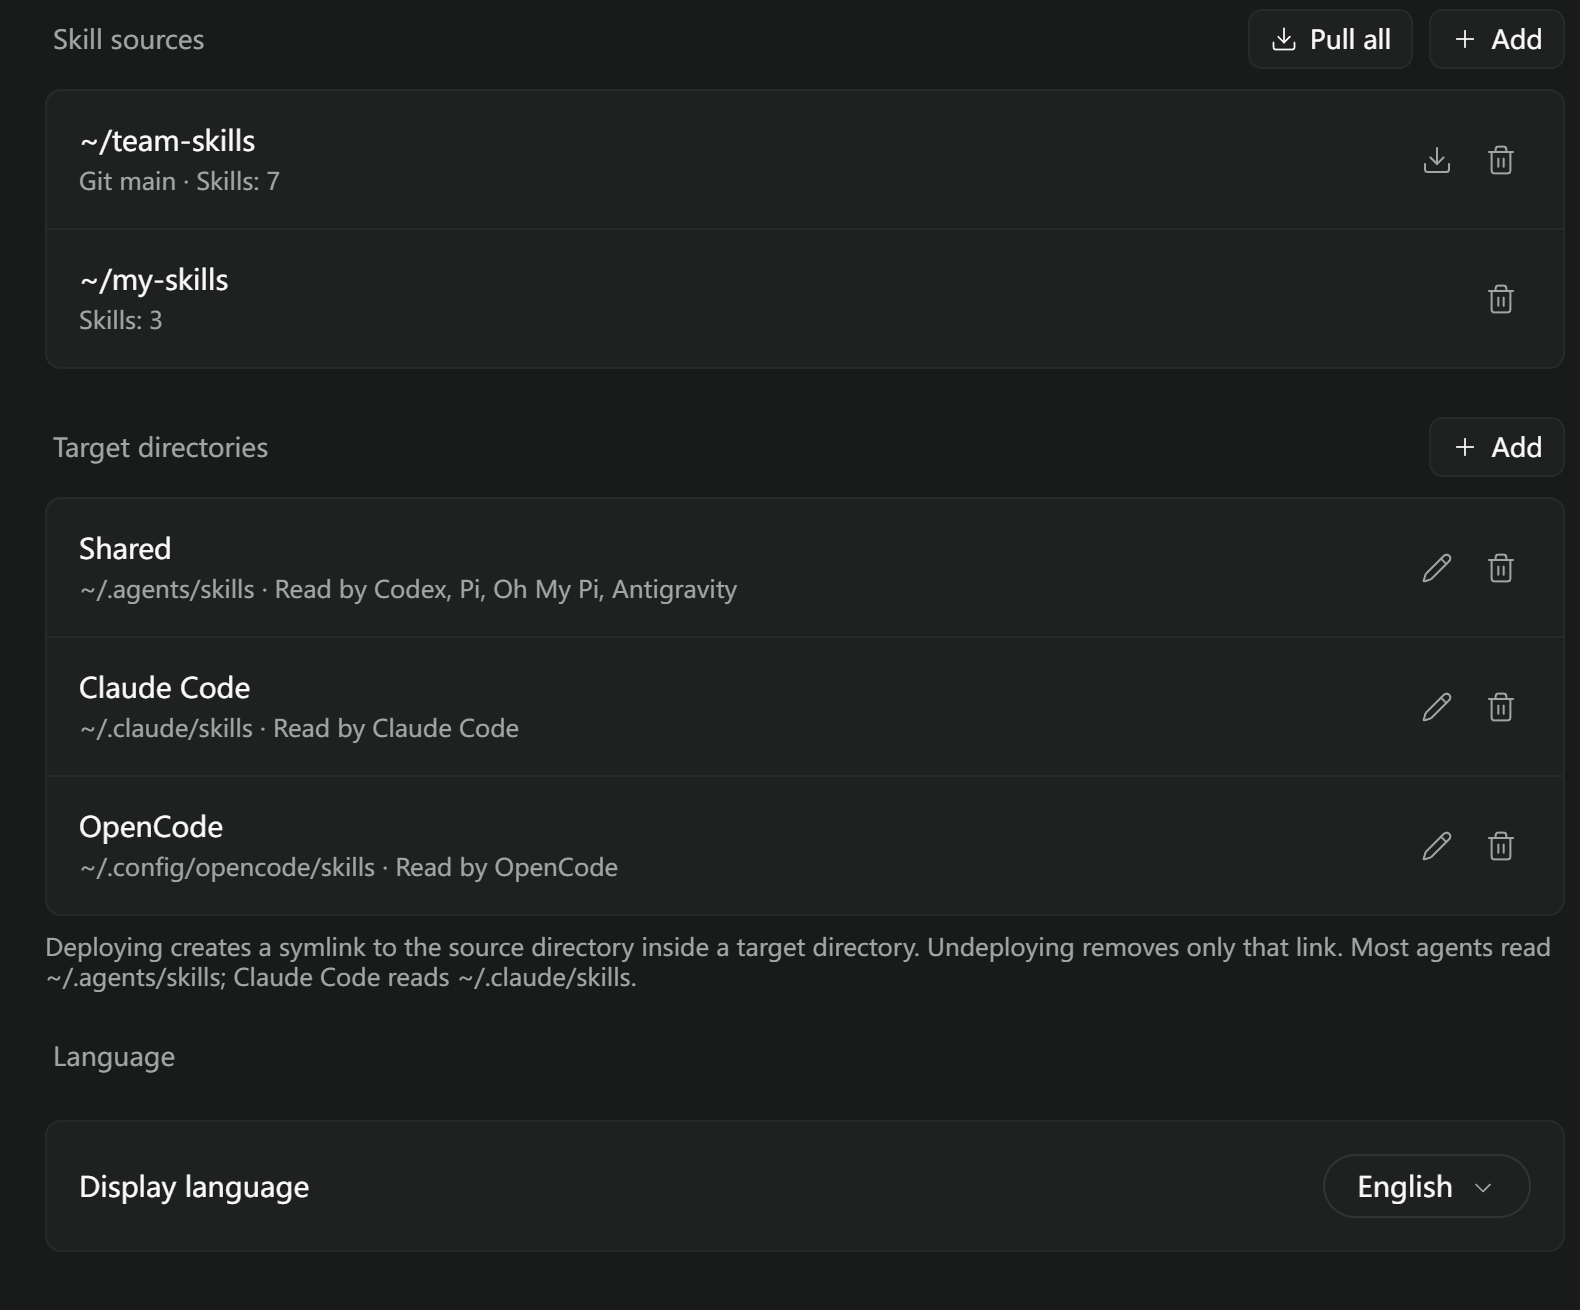 Skill sources
Pull all
Add
~/team-skills
Git main · Skills: 7
~/my-skills
Skills: 3
Target directories
Add
Shared
~/.agents/skills · Read by Codex, Pi, Oh My Pi, Antigravity
Claude Code
~/.claude/skills · Read by Claude Code
OpenCode
~/.config/opencode/skills · Read by OpenCode
Deploying creates a symlink to the source directory inside a target directory. Undeploying removes only that link. Most agents read
~/.agents/skills; Claude Code reads ~/.claude/skills.
Language
Display language
English